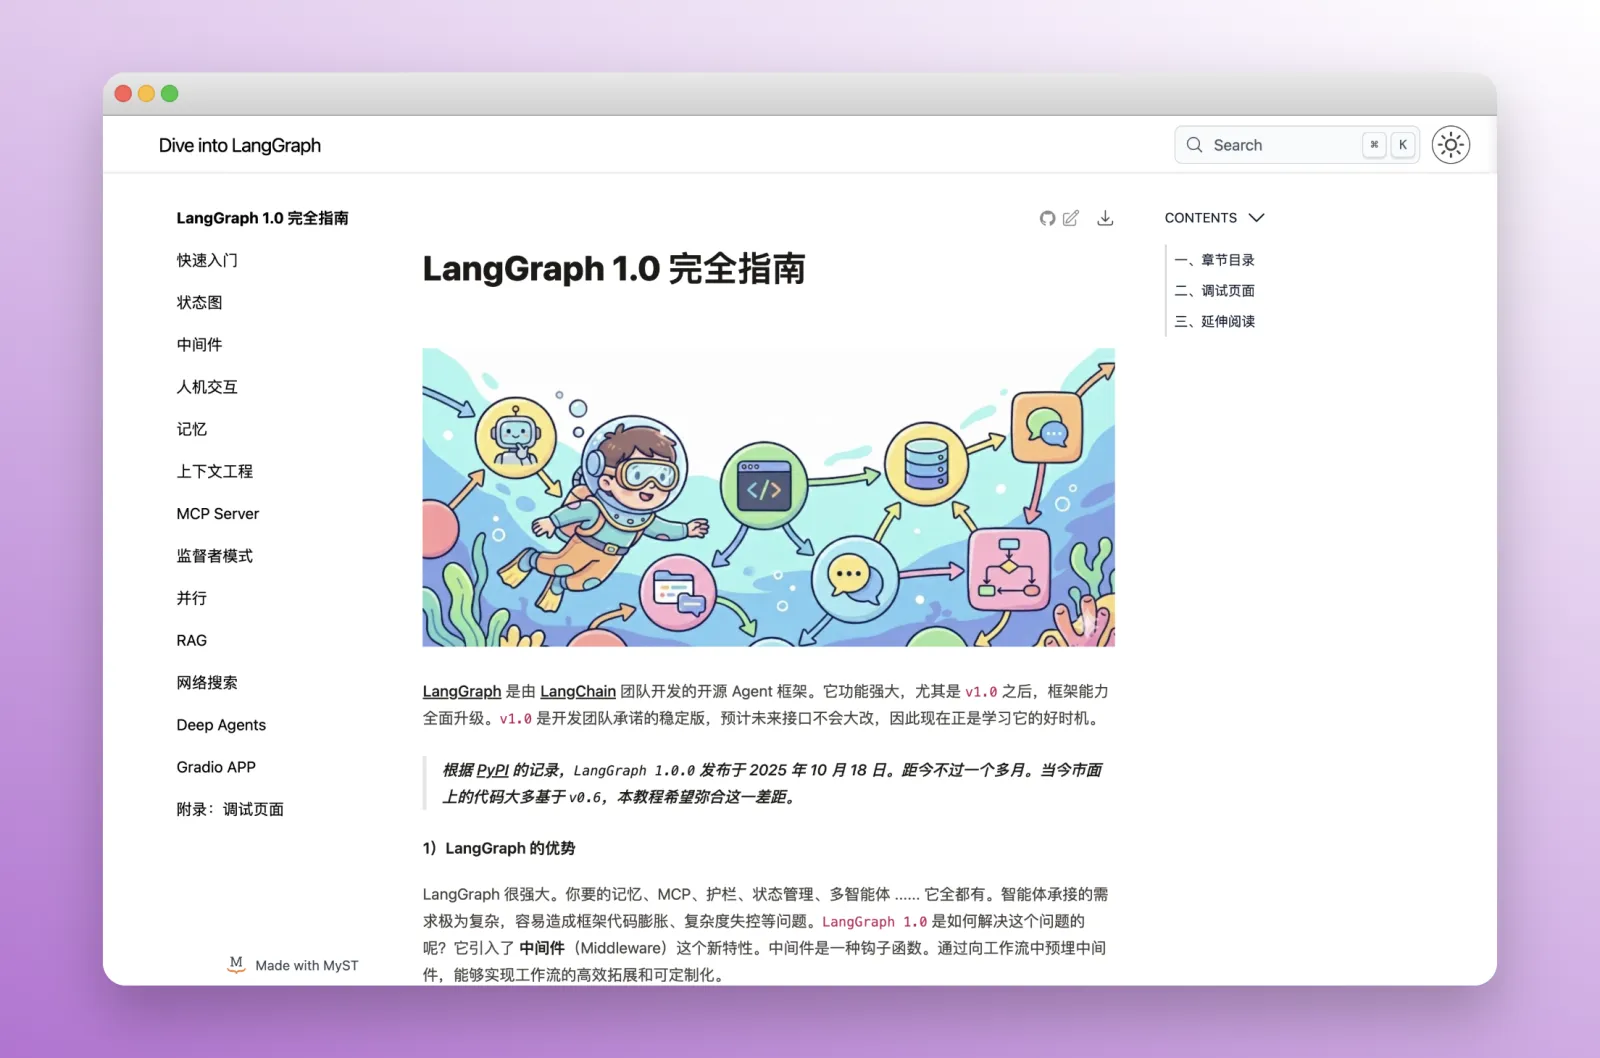 Dive into LangGraph
Search
⌘ K
LangGraph 1.0 完全指南
快速入门
状态图
中间件
人机交互
记忆
上下文工程
MCP Server
监督者模式
并行
RAG
网络搜索
Deep Agents
Gradio APP
附录：调试页面
Made with MyST
LangGraph 1.0 完全指南
</>
LangGraph 是由 LangChain 团队开发的开源 Agent 框架。它功能强大，尤其是 v1.0 之后，框架能力
全面升级。v1.0 是开发团队承诺的稳定版，预计未来接口不会大改，因此现在正是学习它的好时机。
根据 PyPI 的记录，LangGraph 1.0.0 发布于 2025 年 10 月 18 日。距今不过一个多月。当今市面
上的代码大多基于 v0.6，本教程希望弥合这一差距。
1）LangGraph 的优势
LangGraph 很强大。你要的记忆、MCP、护栏、状态管理、多智能体 …… 它全都有。智能体承接的需
求极为复杂，容易造成框架代码膨胀、复杂度失控等问题。LangGraph 1.0 是如何解决这个问题的
呢？它引入了 中间件（Middleware）这个新特性。中间件是一种钩子函数。通过向工作流中预埋中间
件，能够实现工作流的高效拓展和可定制化。
CONTENTS
一、章节目录
二、调试页面
三、延伸阅读